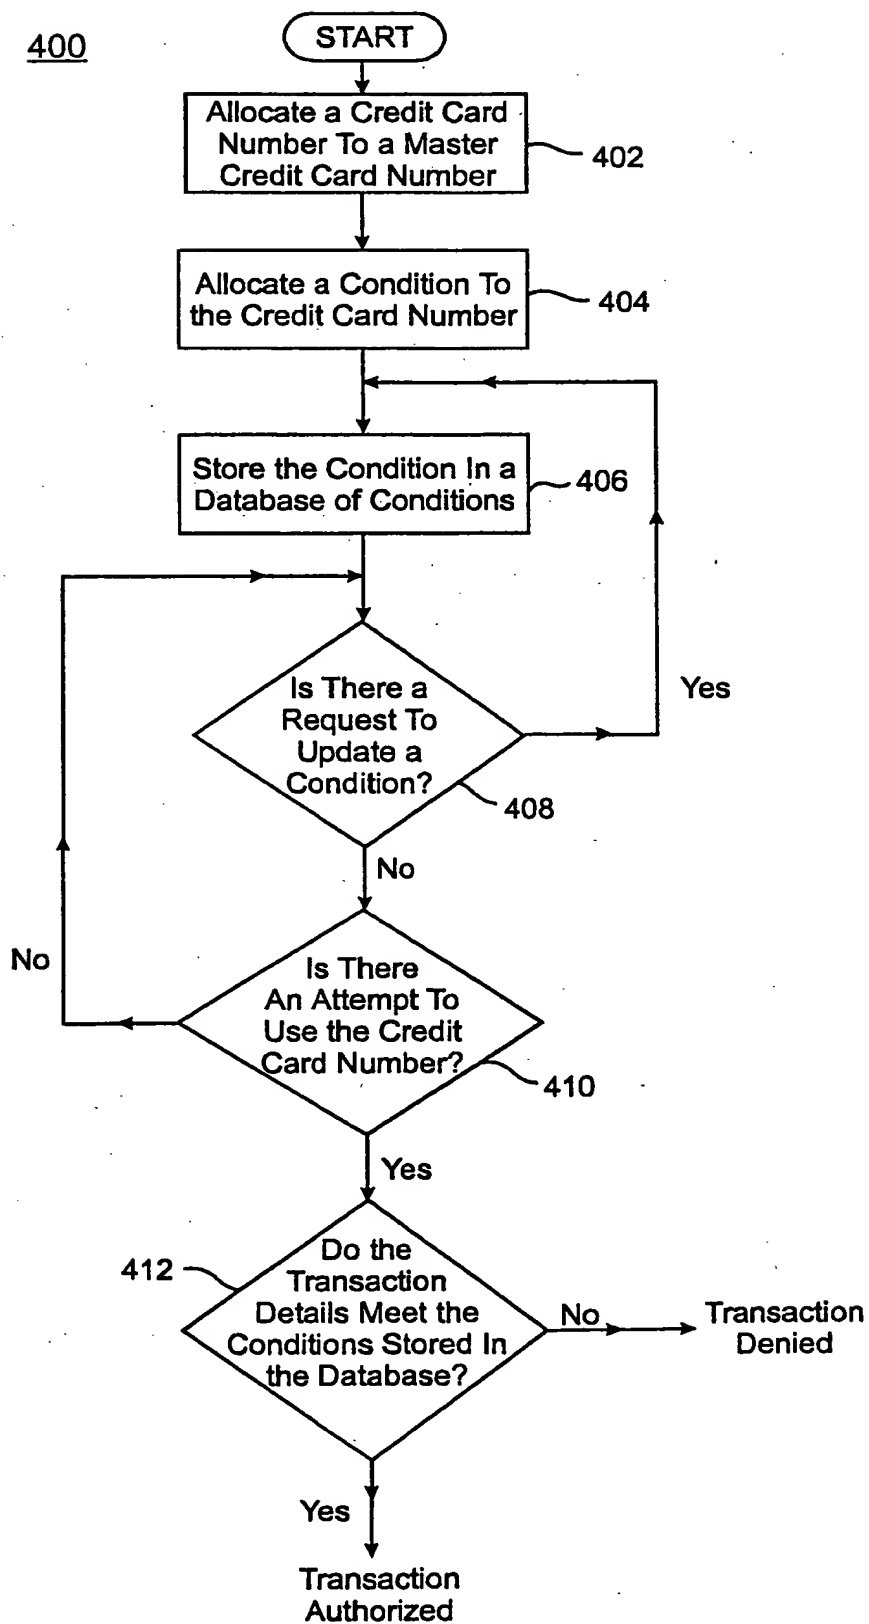 400
START
Allocate a Credit Card
Number To a Master
Credit Card Number
402
Allocate a Condition To
the Credit Card Number
404
Store the Condition In a
Database of Conditions
406
Is There a
Request To
Update a
Condition?
Yes
408
No
Is There
An Attempt To
Use the Credit
Card Number?
No
410
Yes
412
Do the
Transaction
Details Meet the
Conditions Stored In
the Database?
No
Transaction
Denied
Yes
Transaction
Authorized